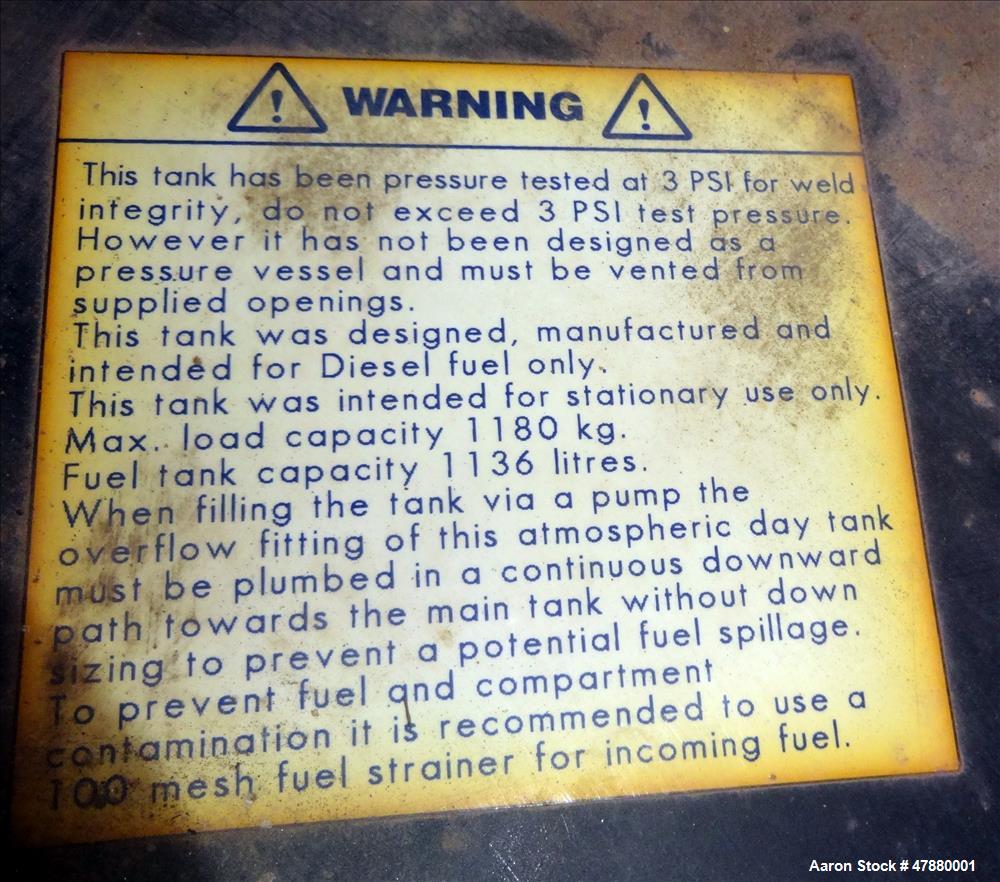 WARNING
This tank has been pressure tested at 3 PSI for weld
integrity, do not exceed 3 PSI test pressure.
However it has not been designed as a
pressure vessel and must be vented from
supplied openings.
This tank was designed, manufactured and
intended for Diesel fuel only.
This tank was intended for stationary use only.
Max. load capacity 1180 kg.
Fuel tank capacity 1136 litres.
When filling the tank via a pump the
overflow fitting of this atmospheric day tank
must be plumbed in a continuous downward
path towards the main tank without down
sizing to prevent a potential fuel spillage.
To prevent fuel and compartment
contamination it is recommended to use a
100 mesh fuel strainer for incoming fuel.
Aaron Stock # 47880001